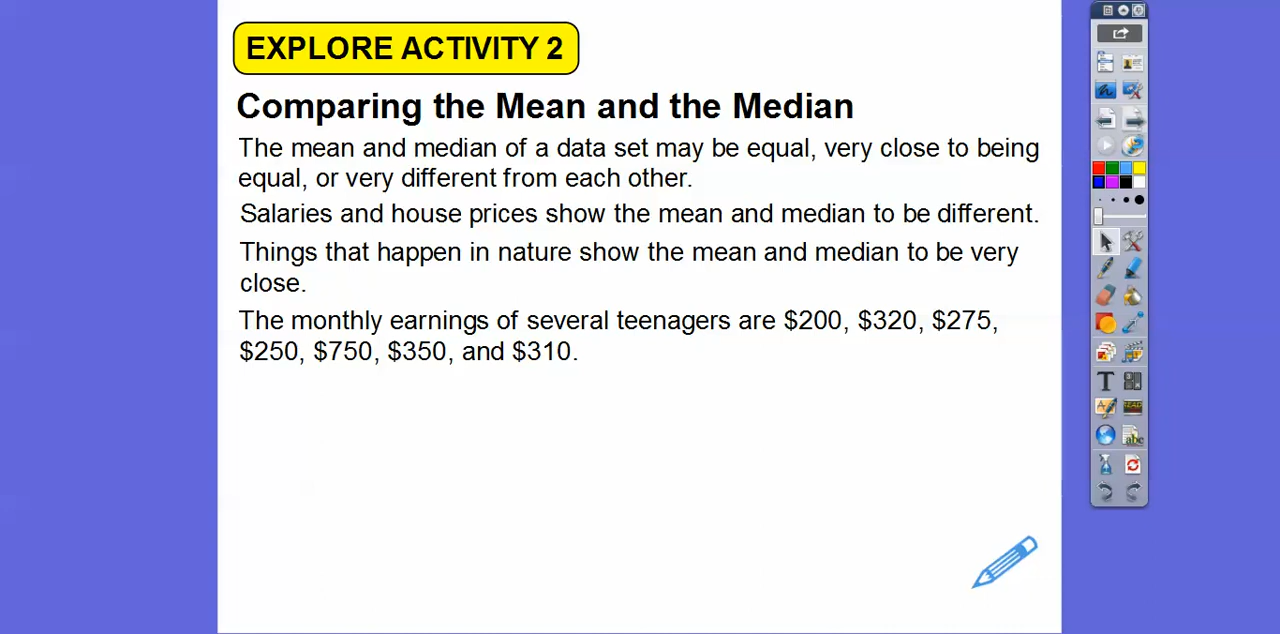 EXPLORE ACTIVITY 2
Comparing the Mean and the Median
The mean and median of a data set may be equal, very close to being
equal, or very different from each other.
Salaries and house prices show the mean and median to be different.
Things that happen in nature show the mean and median to be very
close.
The monthly earnings of several teenagers are $200, $320, $275,
$250, $750, $350, and $310.